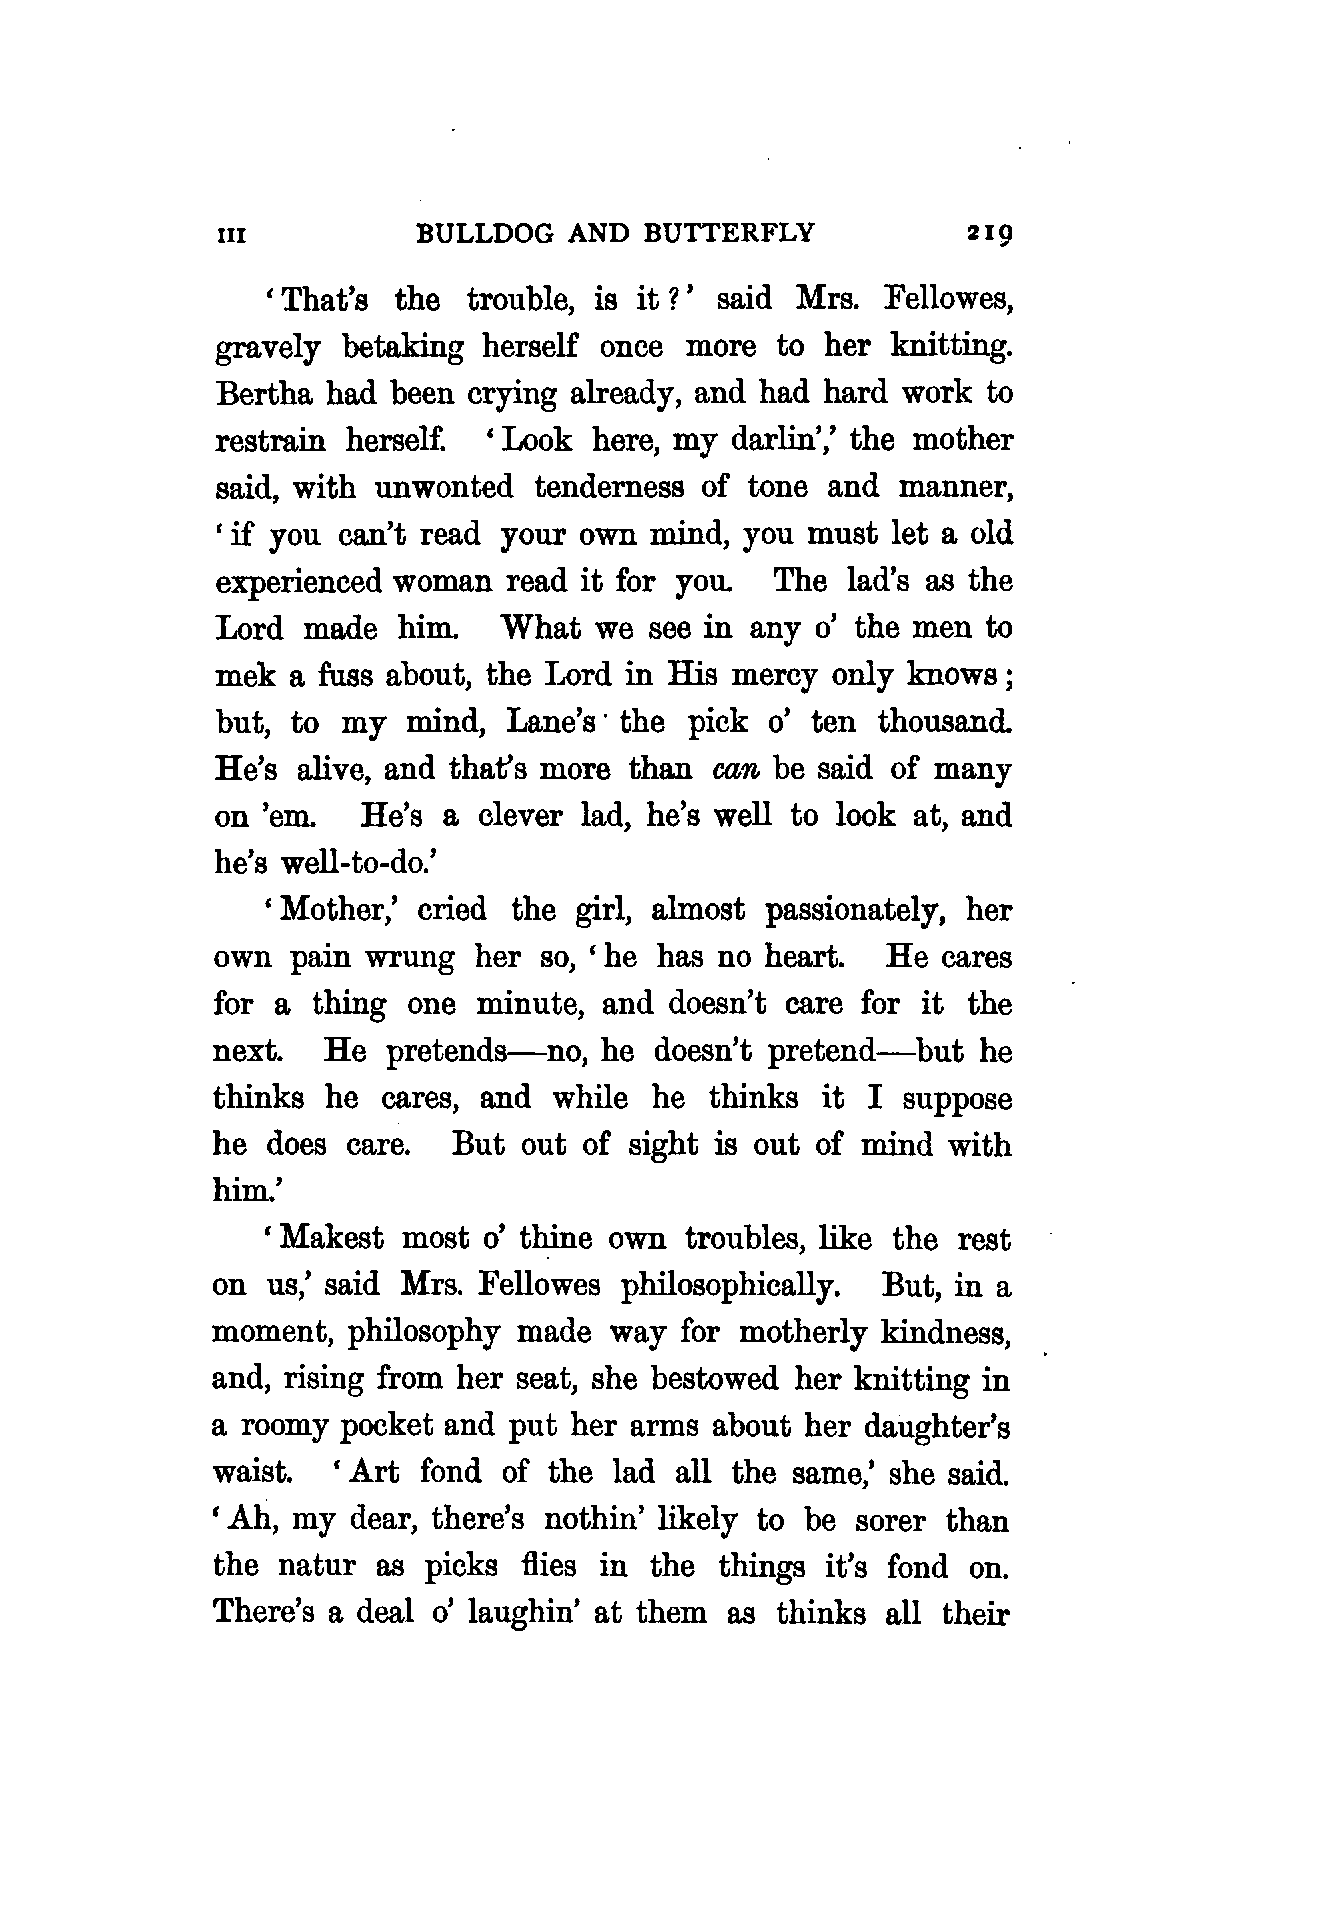 III BULLDOG AND BUTTERFLY 219
‘That’s the trouble, is it?’ said Mrs. Fellowes,
gravely betaking herself once more to her knitting.
Bertha had been crying already, and had hard work to
restrain herself. ‘Look here, my darlin’,’ the mother
said, with unwonted tenderness of tone and manner,
‘if you can’t read your own mind, you must let a old
experienced woman read it for you. The lad’s as the
Lord made him. What we see in any o’ the men to
mek a fuss about, the Lord in His mercy only knows;
but, to my mind, Lane’s the pick o’ ten thousand.
He’s alive, and that’s more than can be said of many
on ’em. He’s a clever lad, he’s well to look at, and
he’s well-to-do.’
‘Mother,’ cried the girl, almost passionately, her
own pain wrung her so, ‘he has no heart. He cares
for a thing one minute, and doesn’t care for it the
next. He pretends—no, he doesn’t pretend—but he
thinks he cares, and while he thinks it I suppose
he does care. But out of sight is out of mind with
him.’
‘Makest most o’ thine own troubles, like the rest
on us,’ said Mrs. Fellowes philosophically. But, in a
moment, philosophy made way for motherly kindness,
and, rising from her seat, she bestowed her knitting in
a roomy pocket and put her arms about her daughter’s
waist. ‘Art fond of the lad all the same,’ she said.
‘Ah, my dear, there’s nothin’ likely to be sorer than
the natur as picks flies in the things it’s fond on.
There’s a deal o’ laughin’ at them as thinks all their